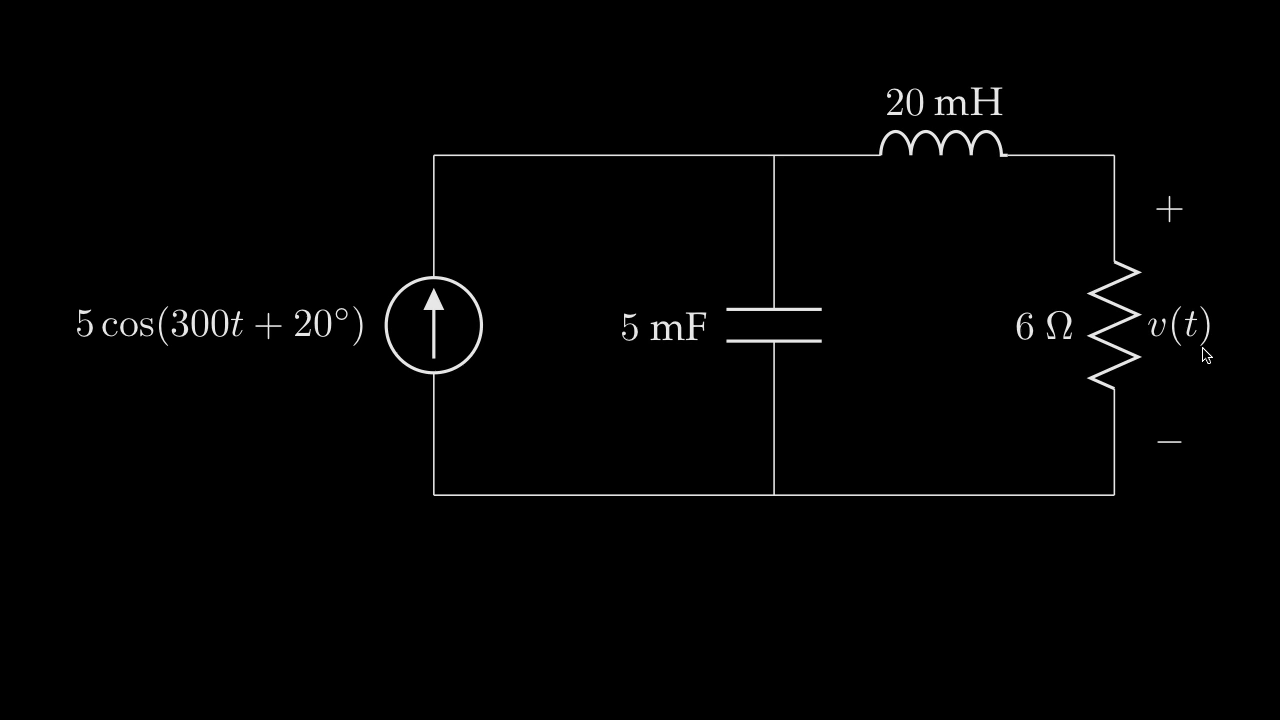 20 mH
+
5 cos(300t + 20°)
5 mF
6 Ω
v(t)
−